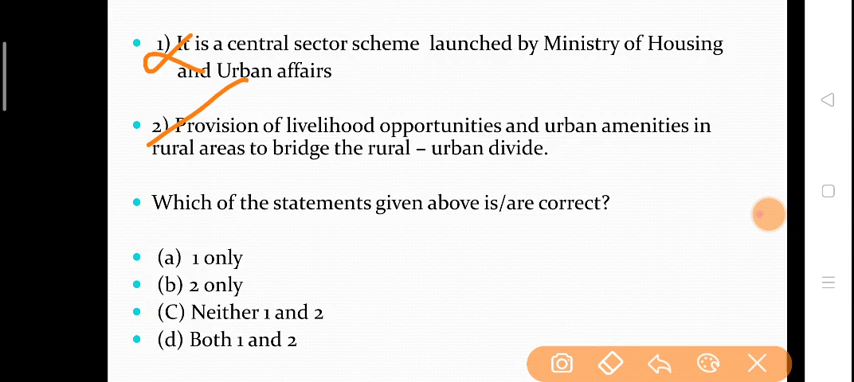 1) It is a central sector scheme launched by Ministry of Housing
and Urban affairs
2) Provision of livelihood opportunities and urban amenities in
rural areas to bridge the rural – urban divide.
Which of the statements given above is/are correct?
(a) 1 only
(b) 2 only
(C) Neither 1 and 2
(d) Both 1 and 2